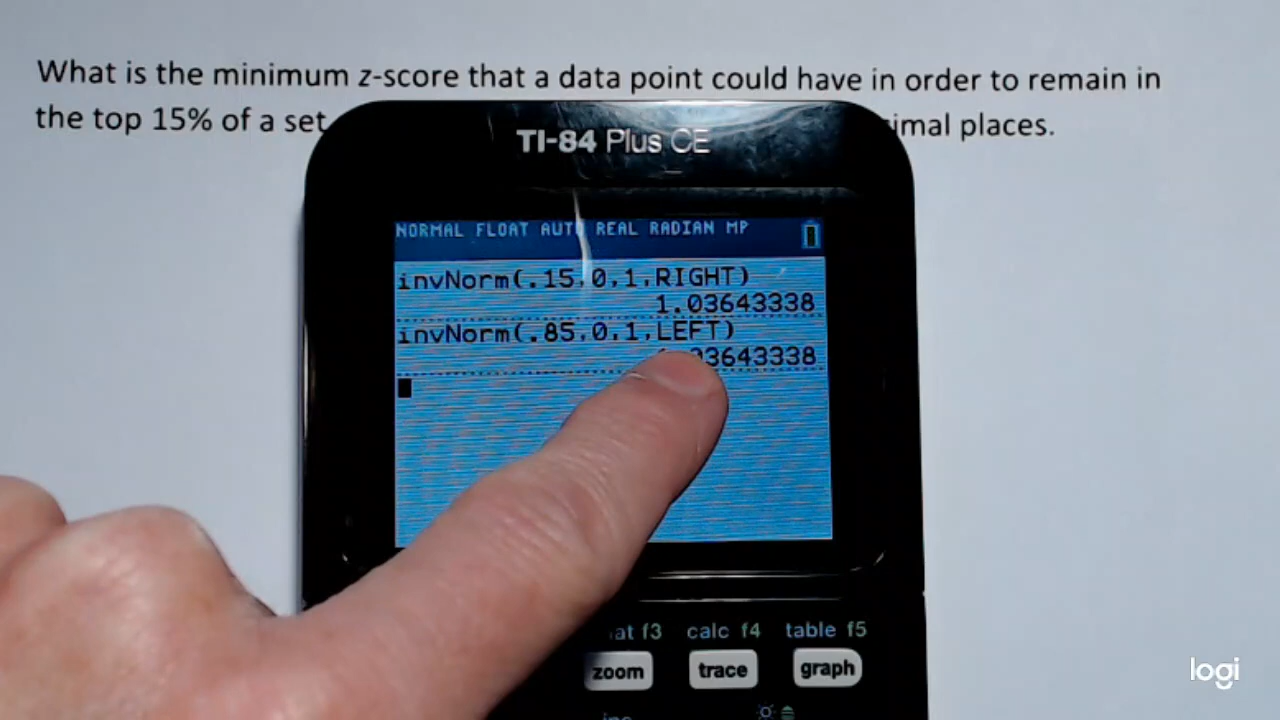 What is the minimum z-score that a data point could have in order to remain in
the top 15% of a set imal places.
TI-84 Plus CE
NORMAL FLOAT AUTO REAL RADIAN MP
invNorm(.15,0,1,RIGHT)
1.03643338
invNorm(.85,0,1,LEFT)
03643338
at f3 calc f4 table f5
zoom trace graph
logi